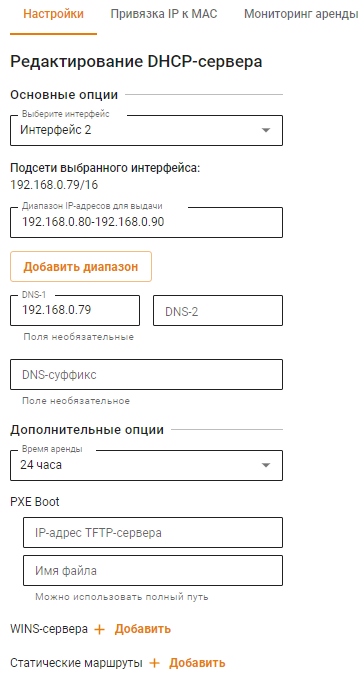 Настройки Привязка IP к MAC Мониторинг аренды
Редактирование DHCP-сервера
Основные опции
Выберите интерфейс
Интерфейс 2
Подсети выбранного интерфейса:
192.168.0.79/16
Диапазон IP-адресов для выдачи
192.168.0.80-192.168.0.90
Добавить диапазон
DNS-1
192.168.0.79 DNS-2
Поля необязательные
DNS-суффикс
Поле необязательное
Дополнительные опции
Время аренды
24 часа
PXE Boot
IP-адрес TFTP-сервера
Имя файла
Можно использовать полный путь
WINS-сервера + Добавить
Статические маршруты + Добавить